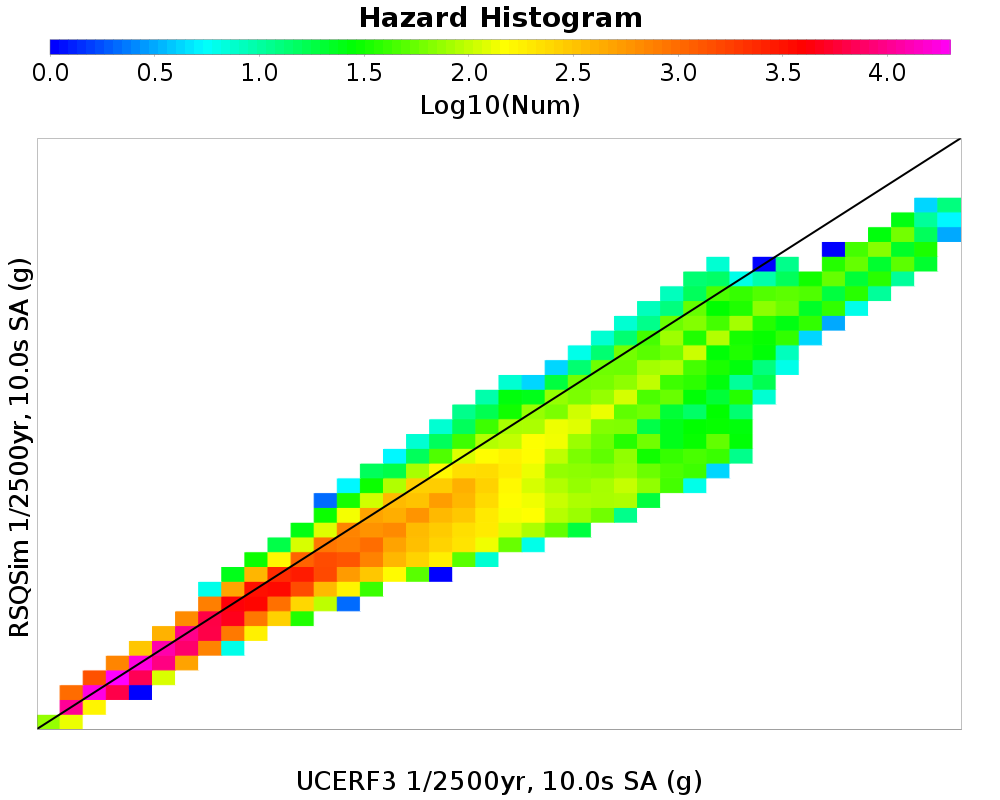 Hazard Histogram
0.0 0.5 1.0 1.5 2.0 2.5 3.0 3.5 4.0
Log10(Num)
RSQSim 1/2500yr, 10.0s SA (g)
UCERF3 1/2500yr, 10.0s SA (g)